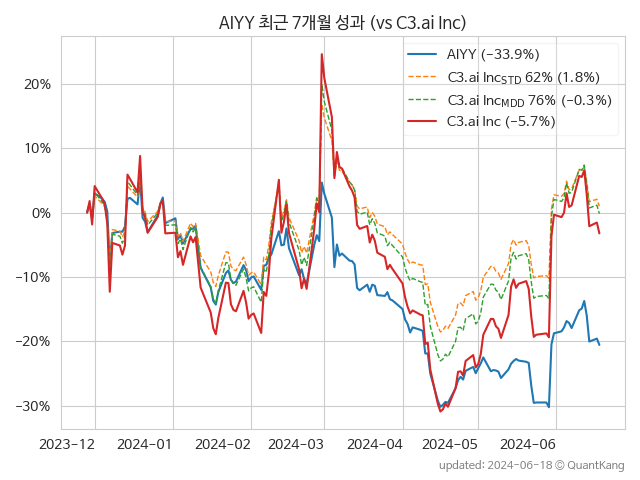 AIYY 최근 7개월 성과 (vs C3.ai Inc)
AIYY (−33.9%)
C3.ai Inc_STD 62% (1.8%)
C3.ai Inc_MDD 76% (−0.3%)
C3.ai Inc (−5.7%)
20%
10%
0%
−10%
−20%
−30%
2023−12 2024−01 2024−02 2024−03 2024−04 2024−05 2024−06
updated: 2024-06-18 © QuantKang